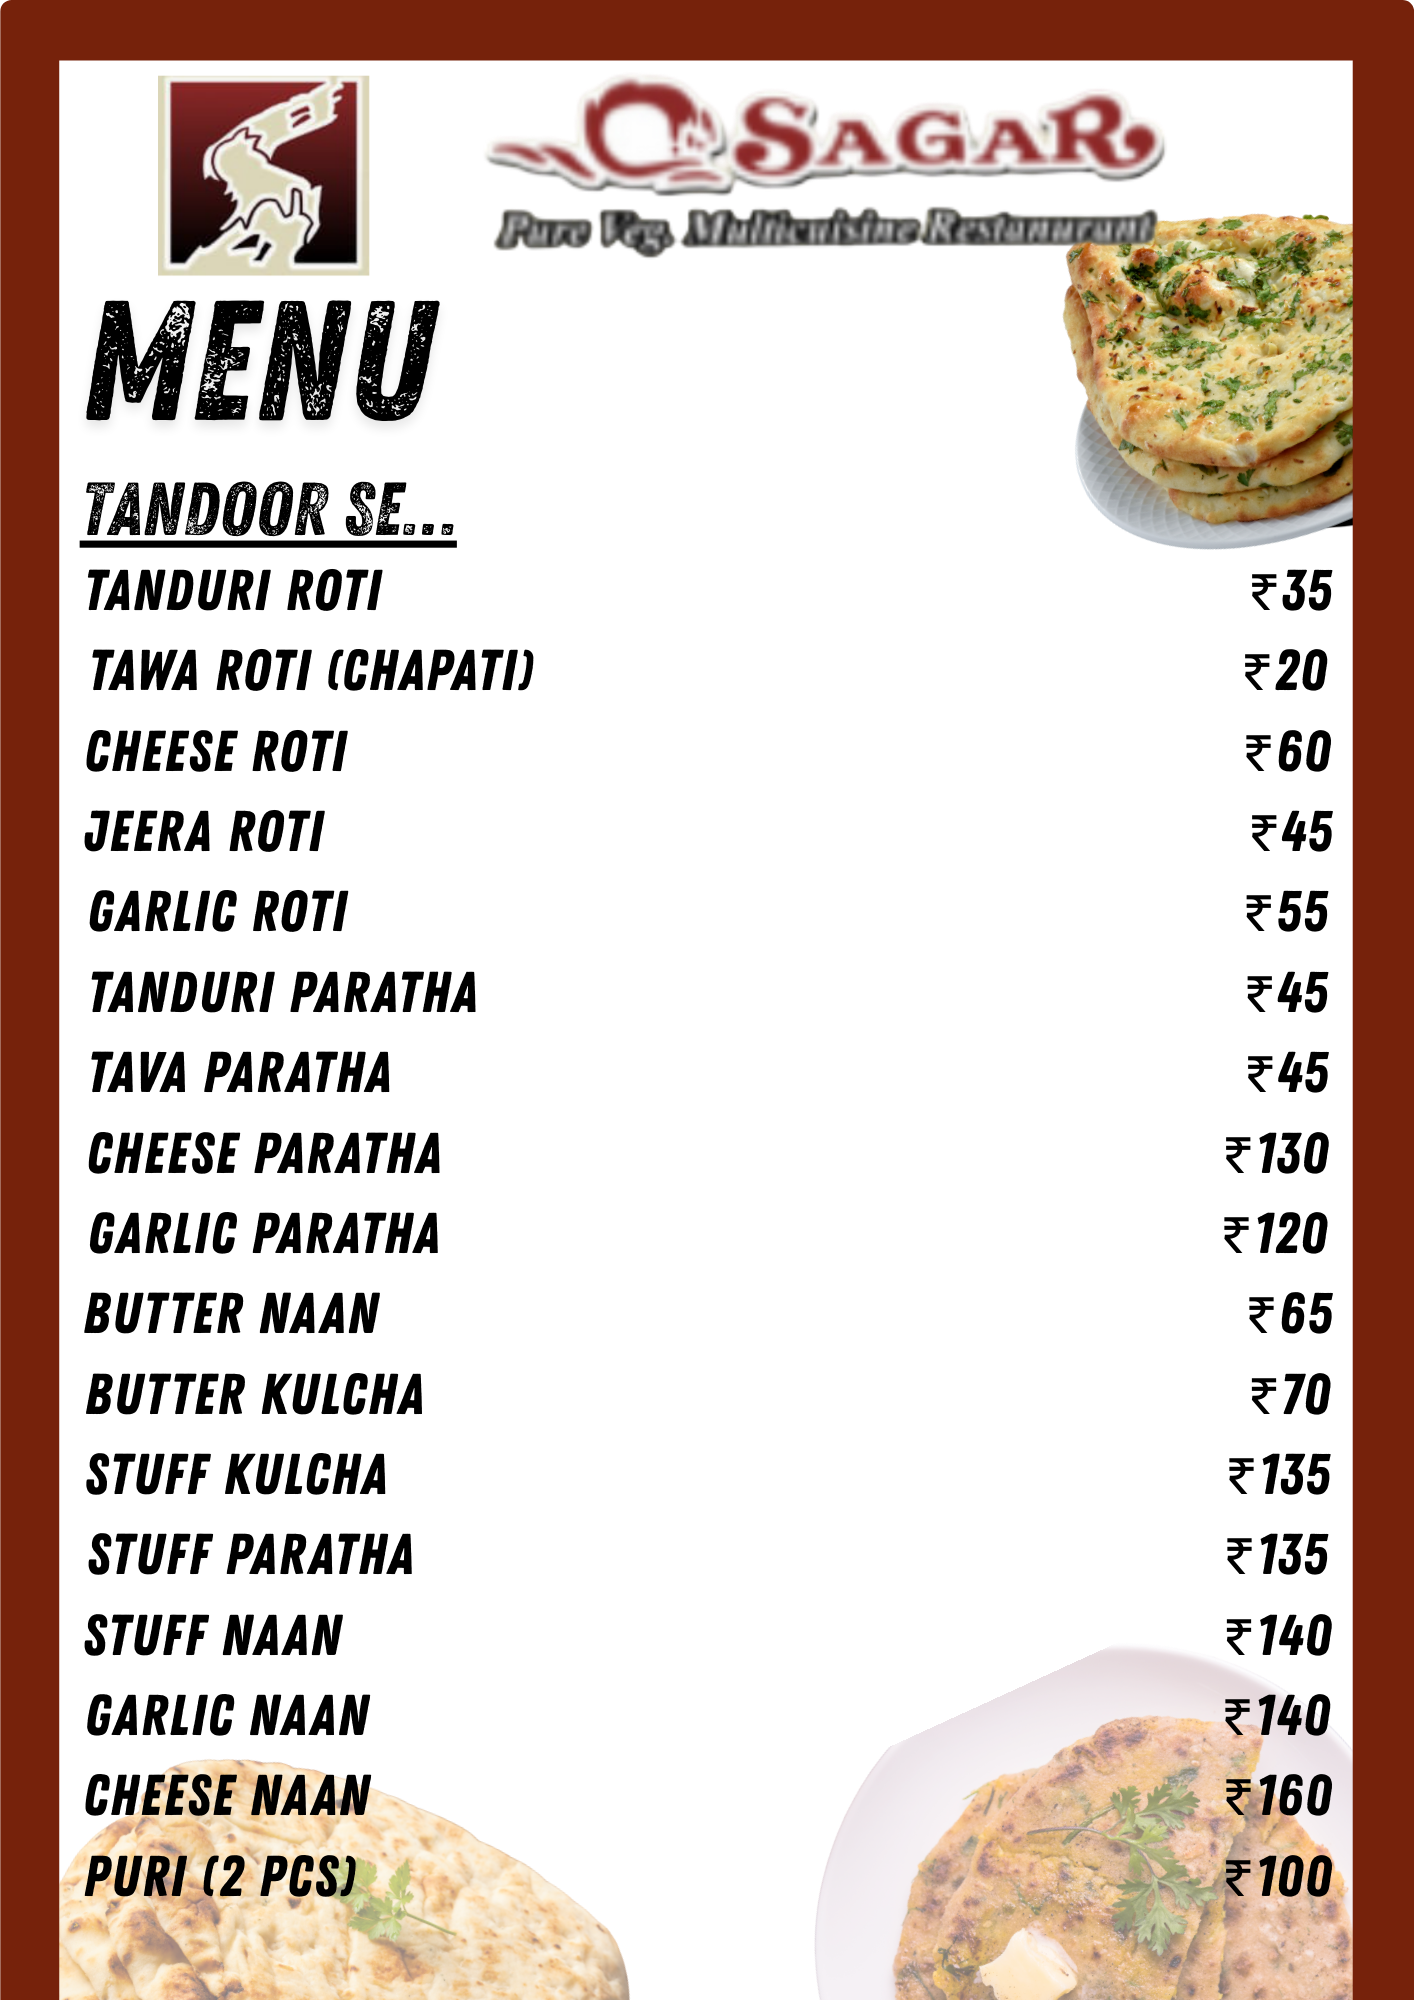 SAGAR
Pure Veg. Multicuisine Restanurant
MENU
TANDOOR SE...
TANDURI ROTI ₹35
TAWA ROTI (CHAPATI) ₹20
CHEESE ROTI ₹60
JEERA ROTI ₹45
GARLIC ROTI ₹55
TANDURI PARATHA ₹45
TAVA PARATHA ₹45
CHEESE PARATHA ₹130
GARLIC PARATHA ₹120
BUTTER NAAN ₹65
BUTTER KULCHA ₹70
STUFF KULCHA ₹135
STUFF PARATHA ₹135
STUFF NAAN ₹140
GARLIC NAAN ₹140
CHEESE NAAN ₹160
PURI (2 PCS) ₹100